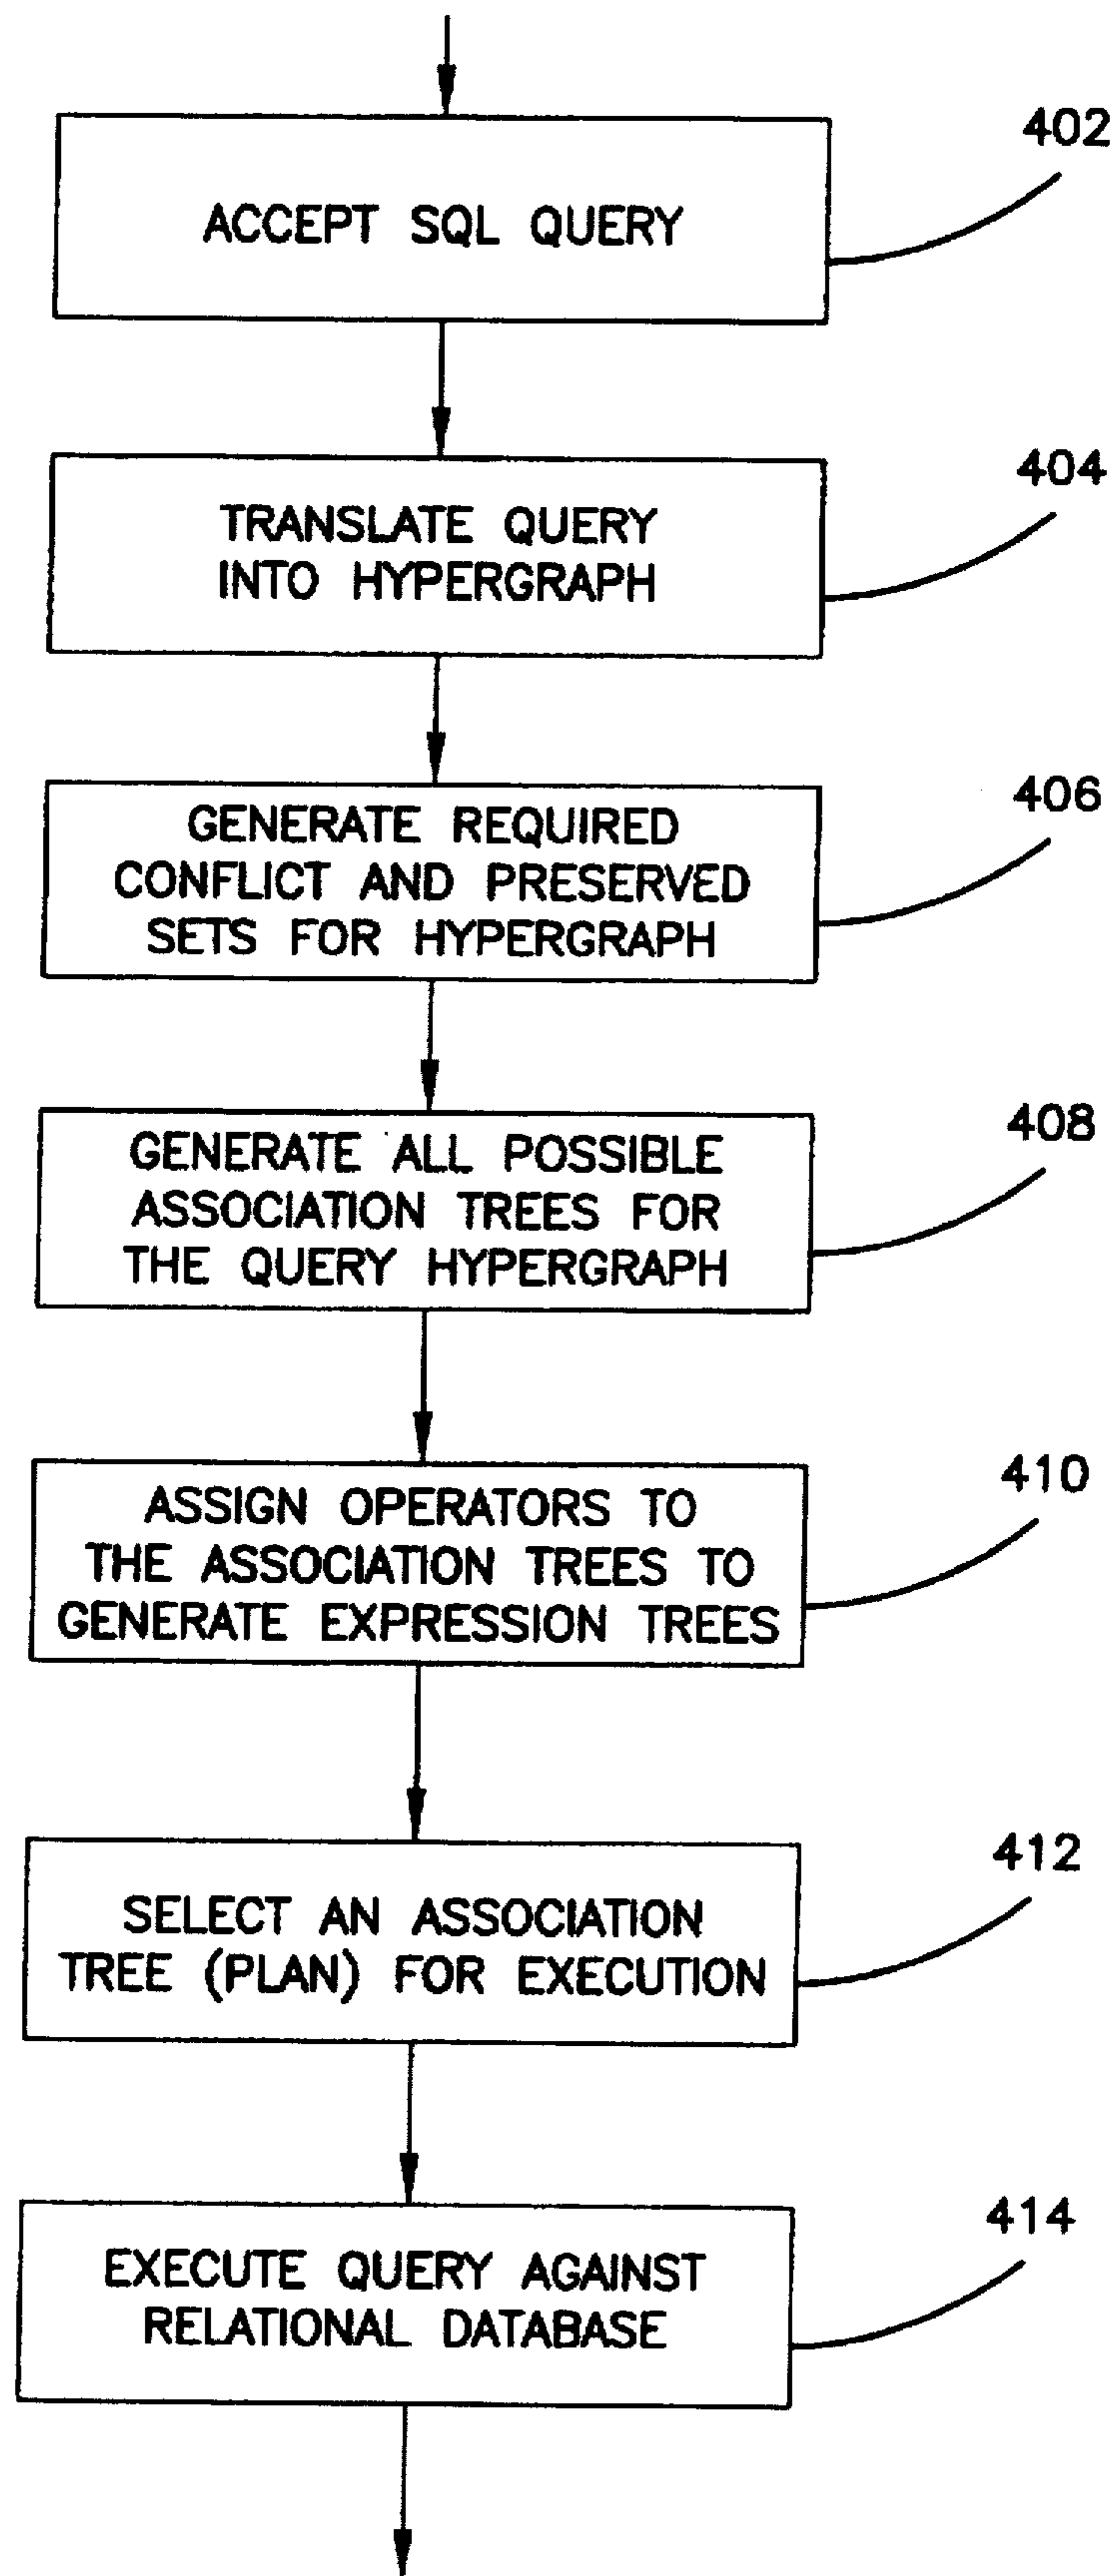 402
ACCEPT SQL QUERY
404
TRANSLATE QUERY
INTO HYPERGRAPH
406
GENERATE REQUIRED
CONFLICT AND PRESERVED
SETS FOR HYPERGRAPH
408
GENERATE ALL POSSIBLE
ASSOCIATION TREES FOR
THE QUERY HYPERGRAPH
410
ASSIGN OPERATORS TO
THE ASSOCIATION TREES TO
GENERATE EXPRESSION TREES
412
SELECT AN ASSOCIATION
TREE (PLAN) FOR EXECUTION
414
EXECUTE QUERY AGAINST
RELATIONAL DATABASE